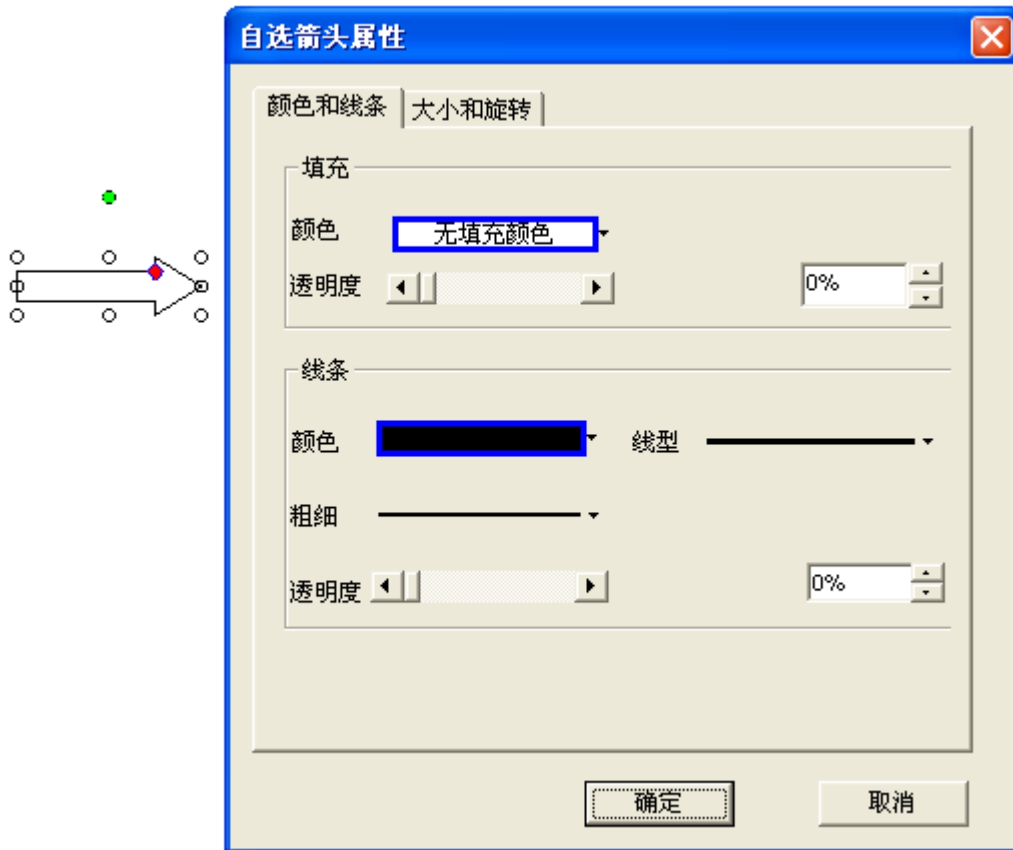 自选箭头属性
颜色和线条 大小和旋转
填充
颜色 无填充颜色
透明度 0%
线条
颜色 线型
粗细
透明度 0%
确定 取消